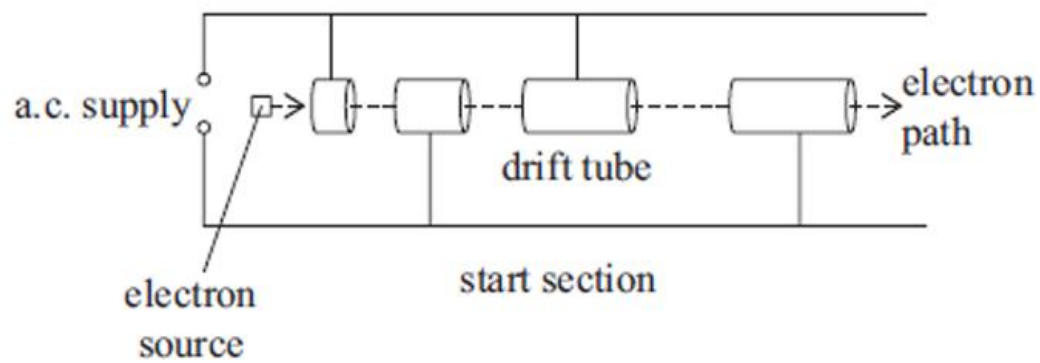 a.c. supply
electron
path
drift tube
start section
electron
source